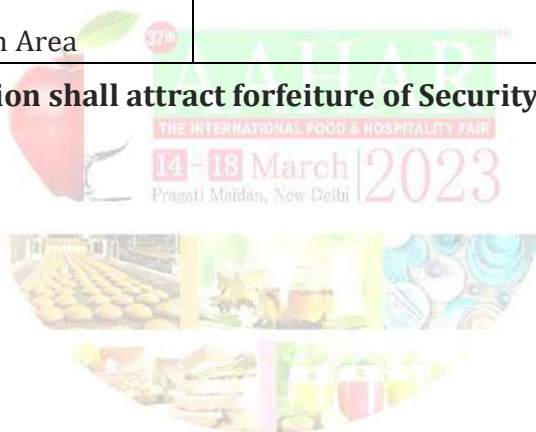 n Area
37th
AAHAR
ion shall attract forfeiture of Security
THE INTERNATIONAL FOOD & HOSPITALITY FAIR
14-18 March 2023
Pragati Maidan, New Delhi